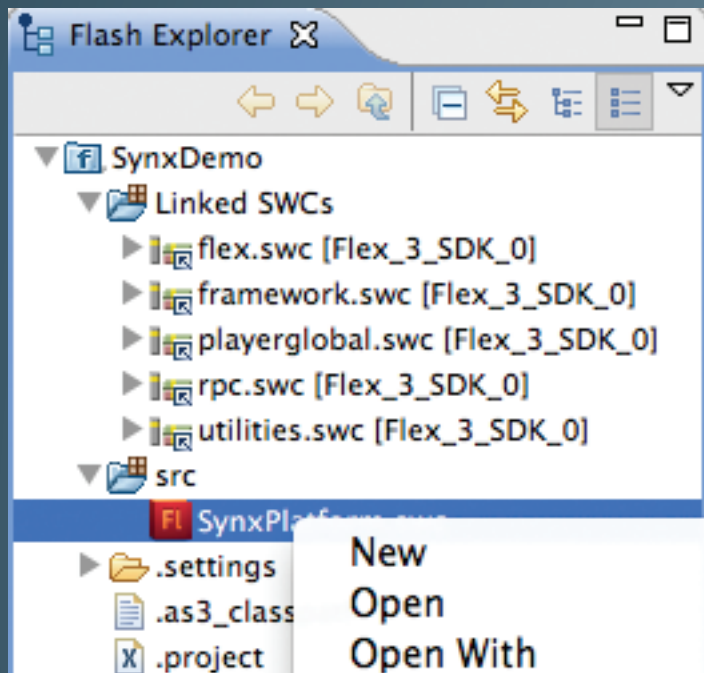 Flash Explorer
SynxDemo
Linked SWCs
flex.swc [Flex_3_SDK_0]
framework.swc [Flex_3_SDK_0]
playerglobal.swc [Flex_3_SDK_0]
rpc.swc [Flex_3_SDK_0]
utilities.swc [Flex_3_SDK_0]
src
Fl
.settings
New
Open
.project
Open With